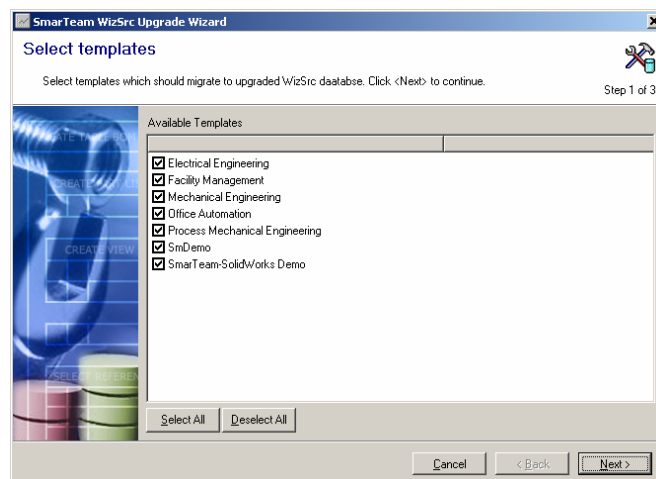 SmarTeam WizSrc Upgrade Wizard
Select templates
Select templates which should migrate to upgraded WizSrc daatabse. Click <Next> to continue.
Step 1 of 3
CREATE VIEW
Available Templates
Electrical Engineering
Facility Management
Mechanical Engineering
Office Automation
Process Mechanical Engineering
SmDemo
SmarTeam-SolidWorks Demo
Select All
Deselect All
Cancel
< Back
Next >